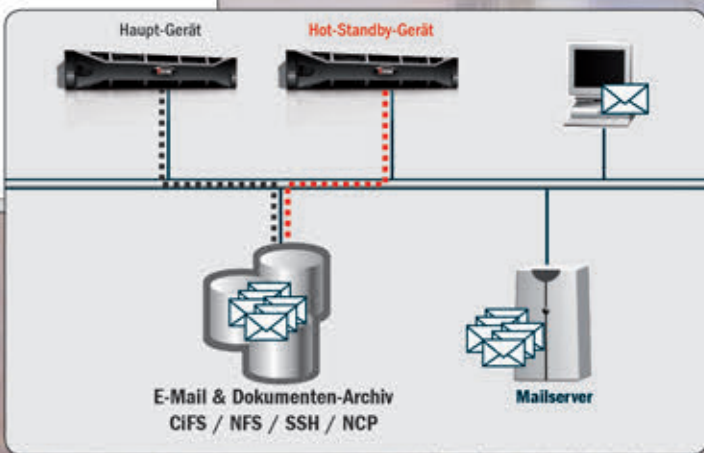 Haupt-Gerät
Hot-Standby-Gerät
E-Mail & Dokumenten-Archiv
CiFS / NFS / SSH / NCP
Mailserver